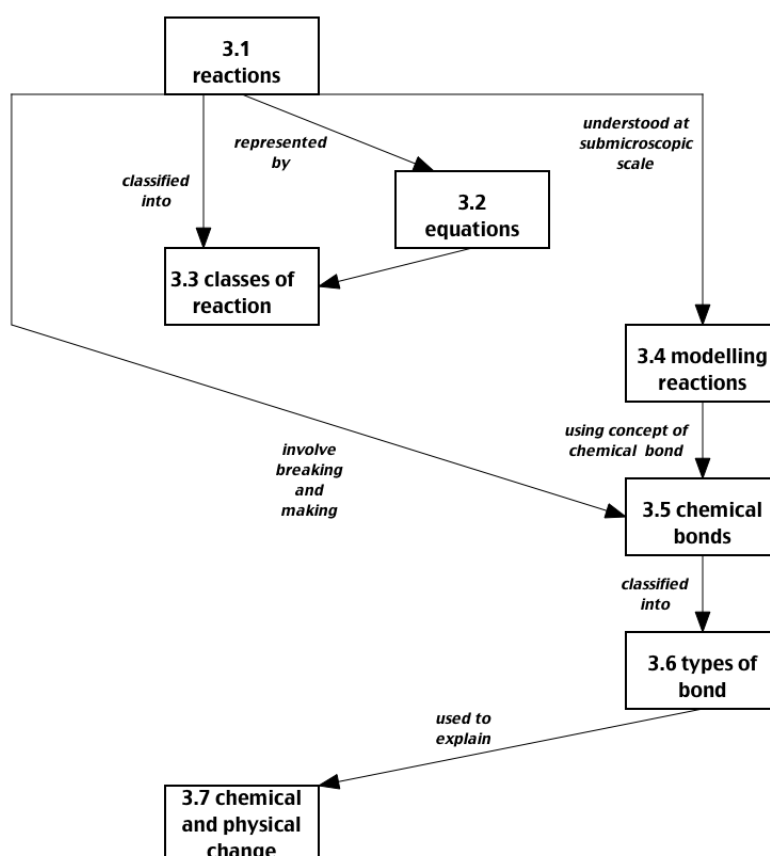 3.1
reactions
represented
by
understood at
submicroscopic
scale
classified
into
3.2
equations
3.3 classes of
reaction
3.4 modelling
reactions
using concept of
chemical bond
involve
breaking
and
making
3.5 chemical
bonds
classified
into
3.6 types of
bond
used to
explain
3.7 chemical
and physical
change